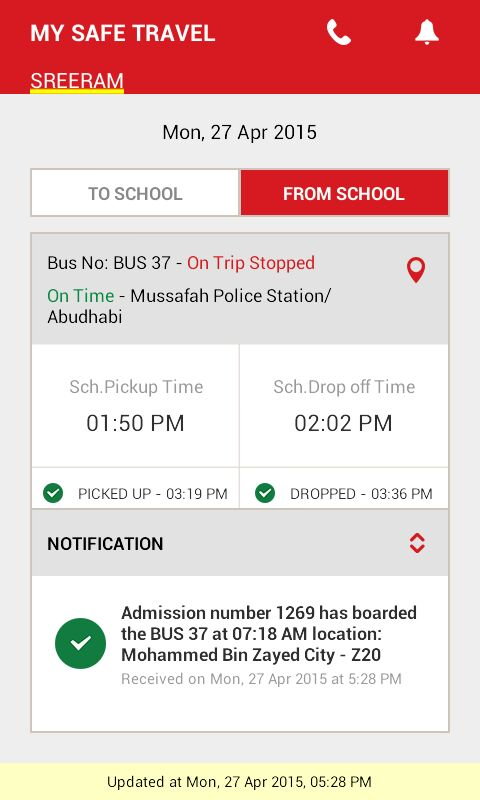 MY SAFE TRAVEL
SREERAM
Mon, 27 Apr 2015
TO SCHOOL
FROM SCHOOL
Bus No: BUS 37 - On Trip Stopped
On Time - Mussafah Police Station/
Abudhabi
Sch.Pickup Time
Sch.Drop off Time
01:50 PM
02:02 PM
PICKED UP - 03:19 PM
DROPPED - 03:36 PM
NOTIFICATION
Admission number 1269 has boarded
the BUS 37 at 07:18 AM location:
Mohammed Bin Zayed City - Z20
Received on Mon, 27 Apr 2015 at 5:28 PM
Updated at Mon, 27 Apr 2015, 05:28 PM